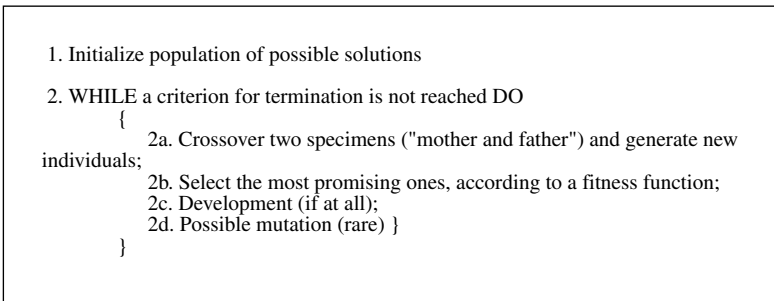 1. Initialize population of possible solutions
2. WHILE a criterion for termination is not reached DO
{
2a. Crossover two specimens ("mother and father") and generate new
individuals;
2b. Select the most promising ones, according to a fitness function;
2c. Development (if at all);
2d. Possible mutation (rare) }
}